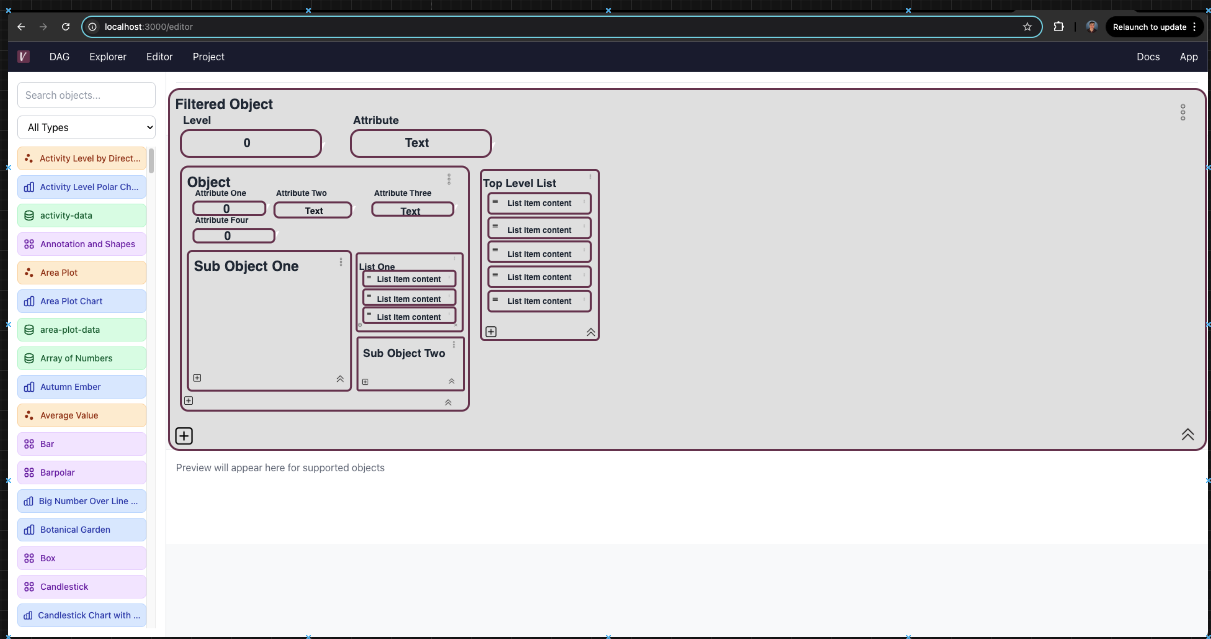 localhost:3000/editor
Relaunch to update
V DAG Explorer Editor Project Docs App
Search objects...
All Types
Activity Level by Direct...
Activity Level Polar Ch...
activity-data
Annotation and Shapes
Area Plot
Area Plot Chart
area-plot-data
Array of Numbers
Autumn Ember
Average Value
Bar
Barpolar
Big Number Over Line ...
Botanical Garden
Box
Candlestick
Candlestick Chart with ...
Filtered Object
Level Attribute
0 Text
Object
Attribute One Attribute Two Attribute Three
0 Text Text
Attribute Four
0
Sub Object One
List One
List Item content
List Item content
List Item content
Sub Object Two
Top Level List
List Item content
List Item content
List Item content
List Item content
List Item content
Preview will appear here for supported objects